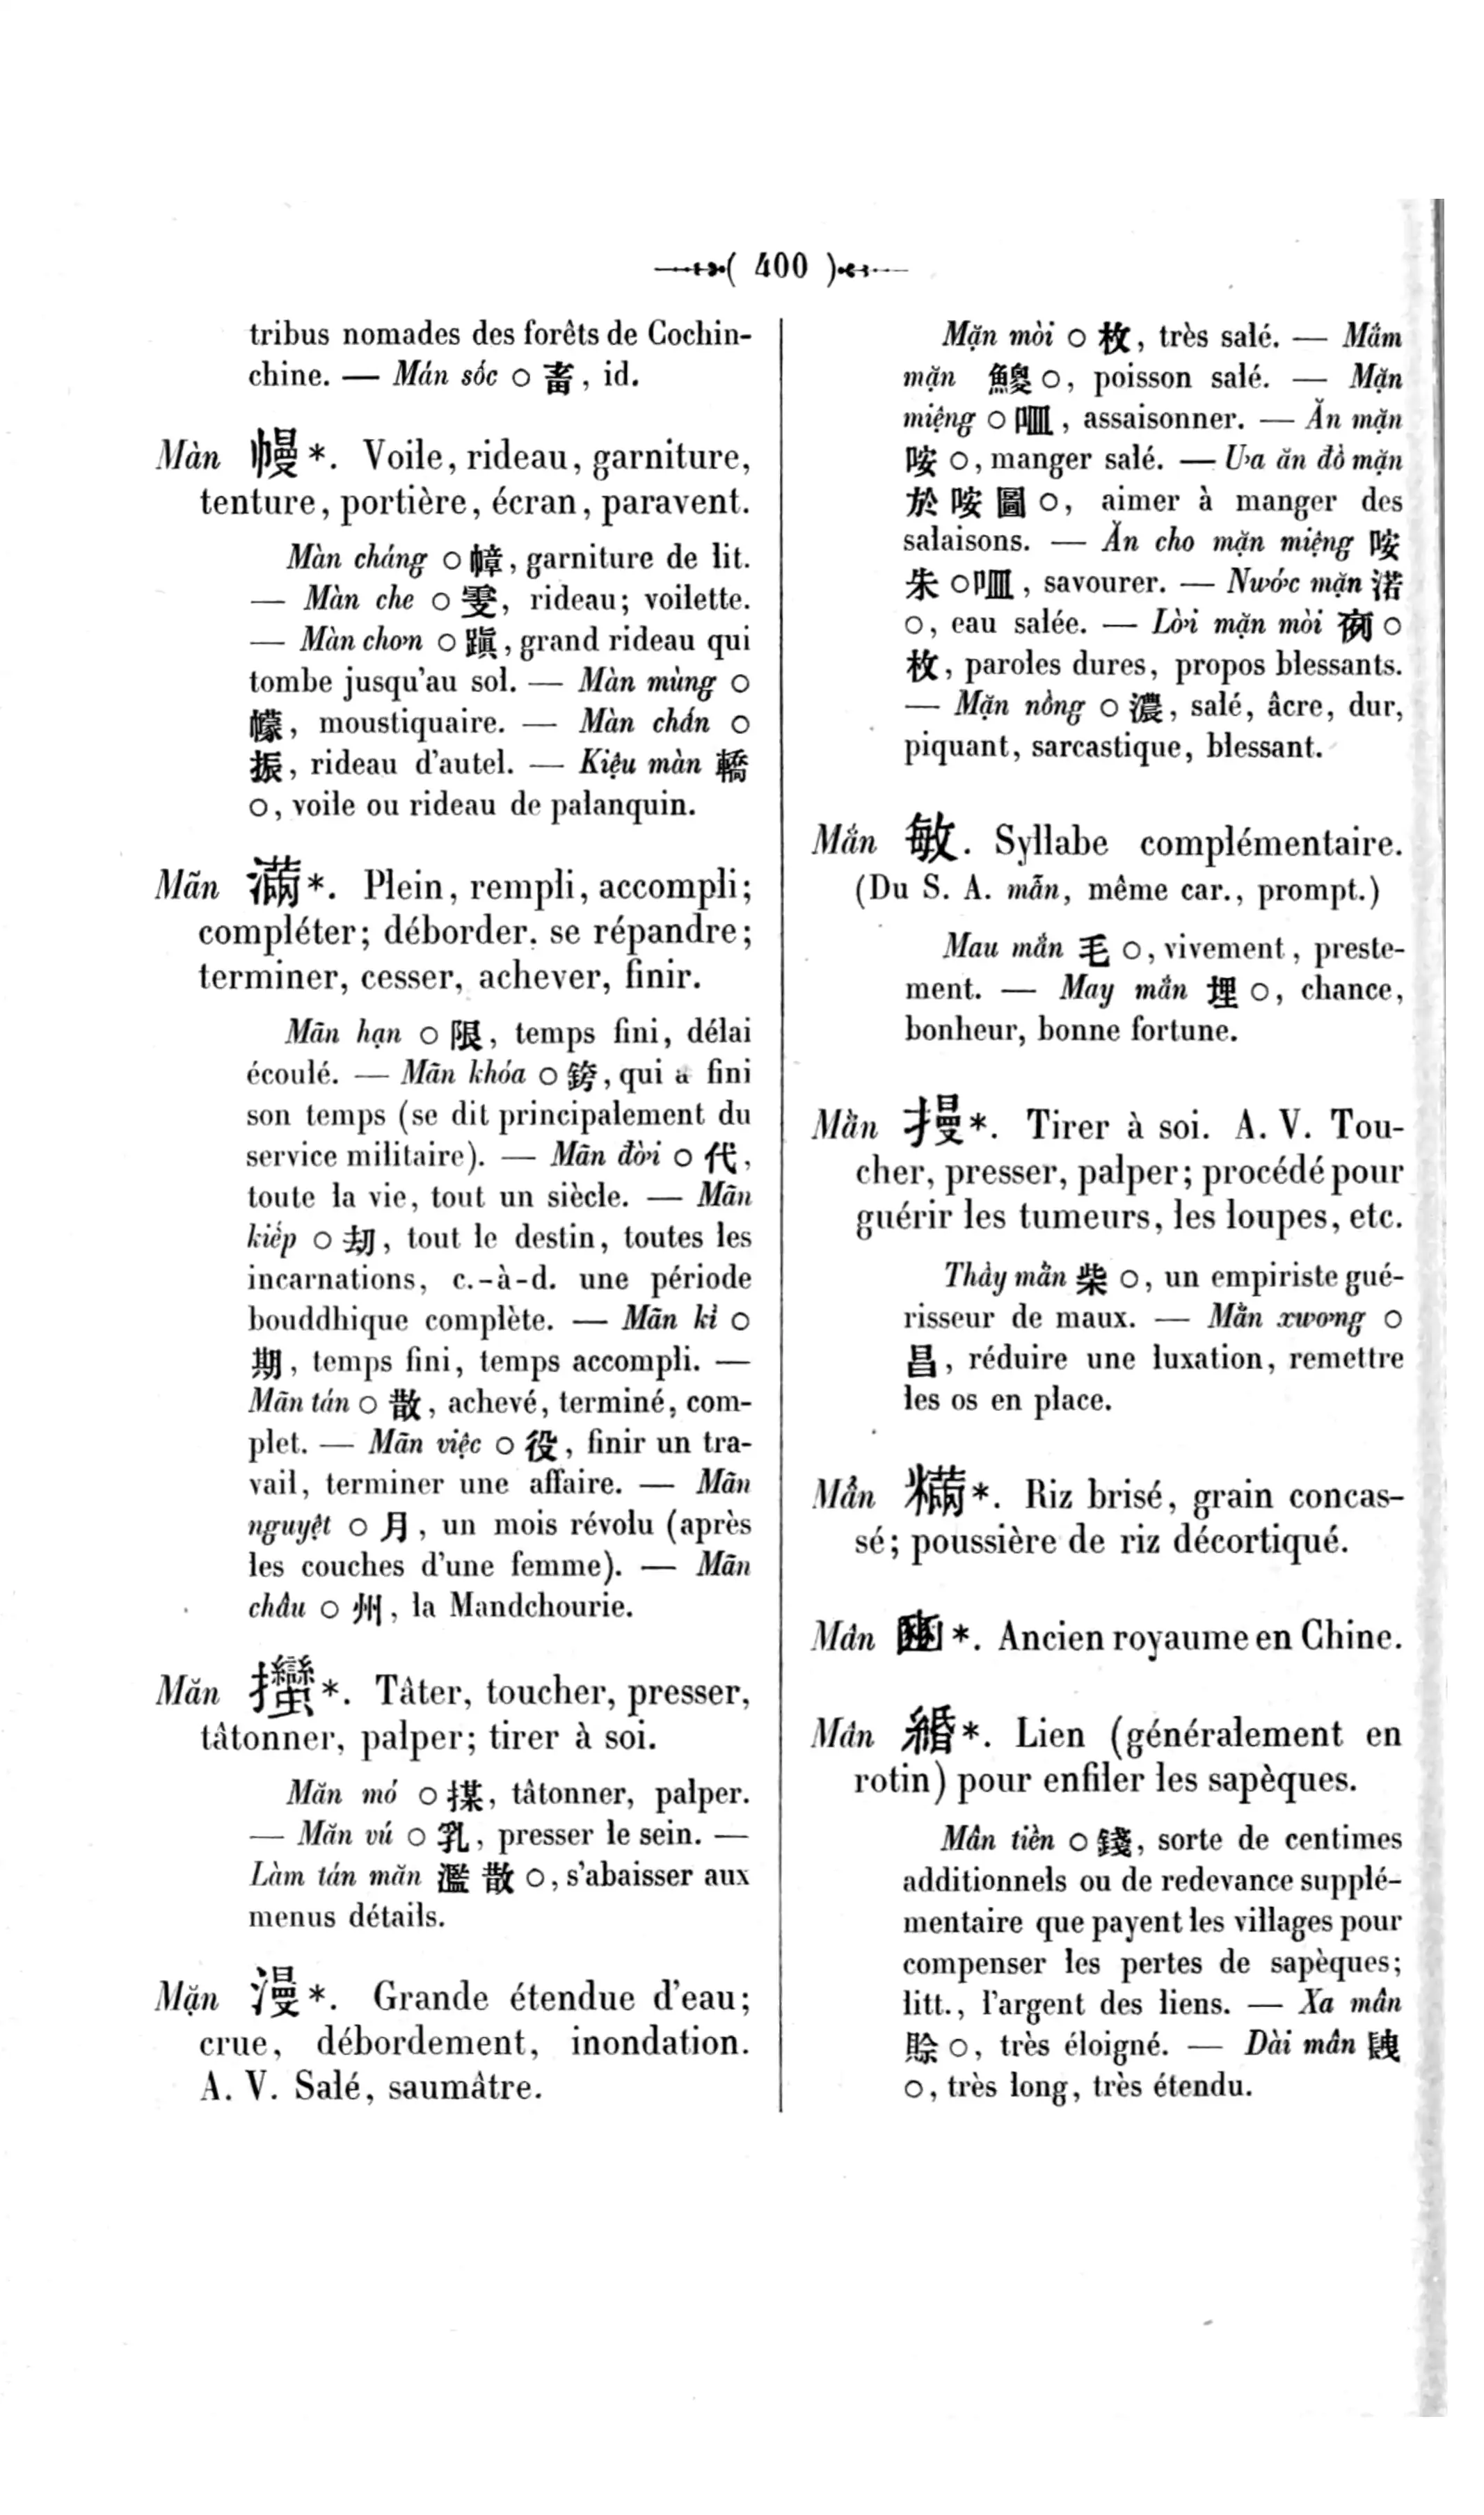 ( 400 )
tribus nomades des forêts de Cochin-
chine. — Mán sóc ○ 畜, id.
Màn 幔 *. Voile, rideau, garniture,
tenture, portière, écran, paravent.
Màn cháng ○ 幛, garniture de lit.
— Màn che ○ 雯, rideau; voilette.
— Màn chơn ○ 蹎, grand rideau qui
tombe jusqu'au sol. — Màn mùng ○
幪, moustiquaire. — Màn chấn ○
振, rideau d'autel. — Kiệu màn 轎
○, voile ou rideau de palanquin.
Mãn 滿 *. Plein, rempli, accompli;
compléter; déborder, se répandre;
terminer, cesser, achever, finir.
Mãn hạn ○ 限, temps fini, délai
écoulé. — Mãn khóa ○ 銙, qui a fini
son temps (se dit principalement du
service militaire). — Mãn đời ○ 代,
toute la vie, tout un siècle. — Mãn
kiếp ○ 刼, tout le destin, toutes les
incarnations, c.-à-d. une période
bouddhique complète. — Mãn kì ○
期, temps fini, temps accompli. —
Mãn tán ○ 散, achevé, terminé, com-
plet. — Mãn việc ○ 役, finir un tra-
vail, terminer une affaire. — Mãn
nguyệt ○ 月, un mois révolu (après
les couches d'une femme). — Mãn
châu ○ 州, la Mandchourie.
Măn *. Tâter, toucher, presser,
tâtonner, palper; tirer à soi.
Măn mó ○ 揲, tâtonner, palper.
— Măn vú ○ 乳, presser le sein. —
Làm tán măn 濫 散 ○, s'abaisser aux
menus détails.
Mặn 漫 *. Grande étendue d'eau;
crue, débordement, inondation.
A. V. Salé, saumâtre.
Mặn mòi ○ 枚, très salé. — Mắm
mặn ○, poisson salé. — Mặn
miệng ○ 𠰘, assaisonner. — Ăn mặn
咹 ○, manger salé. — Ưa ăn đồ mặn
於 咹 圖 ○, aimer à manger des
salaisons. — Ăn cho mặn miệng 咹
朱 ○ 𠰘, savourer. — Nước mặn 渃
○, eau salée. — Lời mặn mòi ○
枚, paroles dures, propos blessants.
— Mặn nồng ○ 濃, salé, âcre, dur,
piquant, sarcastique, blessant.
Mẩn 敏. Syllabe complémentaire.
(Du S. A. mẫn, même car., prompt.)
Mau mẩn 毛 ○, vivement, preste-
ment. — May mẩn 埋 ○, chance,
bonheur, bonne fortune.
Mằn 摱 *. Tirer à soi. A. V. Tou-
cher, presser, palper; procédé pour
guérir les tumeurs, les loupes, etc.
Thầy mằn 柴 ○, un empiriste gué-
risseur de maux. — Mằn xương ○
昌, réduire une luxation, remettre
les os en place.
Mẳn *. Riz brisé, grain concas-
sé; poussière de riz décortiqué.
Mân 豳 *. Ancien royaume en Chine.
Mân 緡 *. Lien (généralement en
rotin) pour enfiler les sapèques.
Mân tiền ○ 錢, sorte de centimes
additionnels ou de redevance supplé-
mentaire que payent les villages pour
compenser les pertes de sapèques;
litt., l'argent des liens. — Xa mân
賒 ○, très éloigné. — Dài mân
○, très long, très étendu.